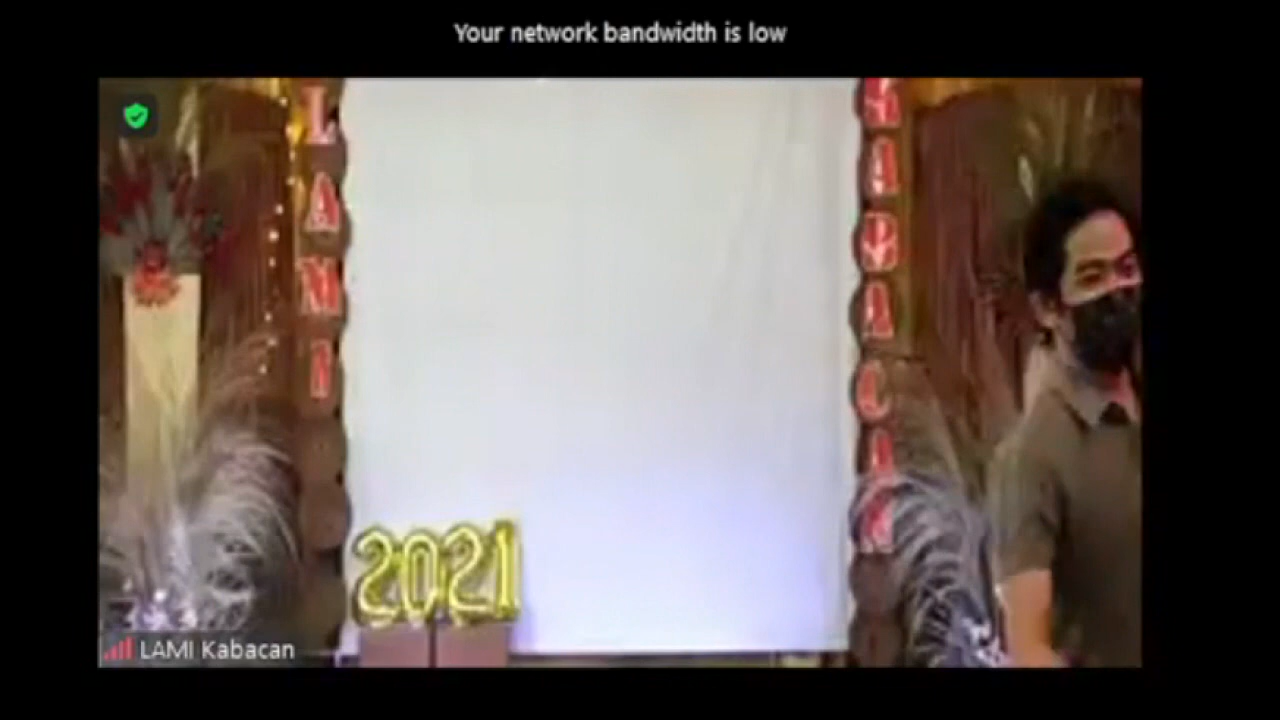 Your network bandwidth is low
LAMI
KABACAN
2021
LAMI Kabacan